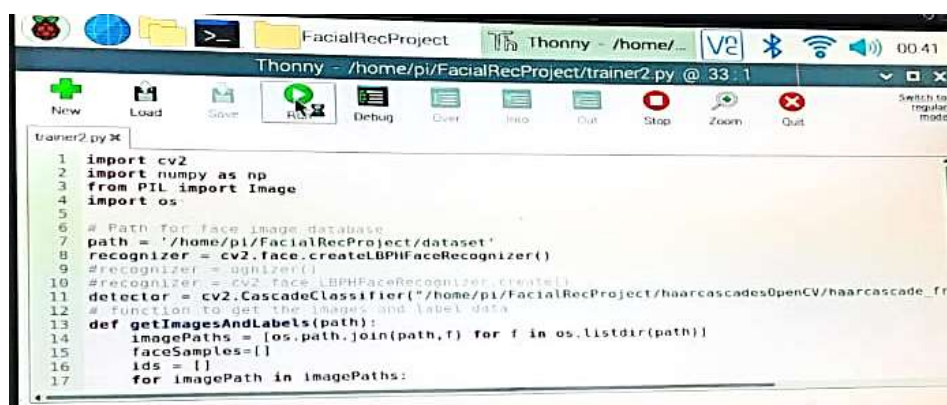 FacialRecProject
Thonny - /home/...
00:41
Thonny - /home/pi/FacialRecProject/trainer2.py @ 33 : 1
New
Load
Save
Run
Debug
Over
Into
Out
Stop
Zoom
Quit
Switch to
regular
mode
trainer2.py
1 import cv2
2 import numpy as np
3 from PIL import Image
4 import os
5
6 # Path for face image database
7 path = '/home/pi/FacialRecProject/dataset'
8 recognizer = cv2.face.createLBPHFaceRecognizer()
9 #recognizer =
10 #recognizer = cv2.face.LBPHFaceRecognizer_create()
11 detector = cv2.CascadeClassifier("/home/pi/FacialRecProject/haarcascadesOpenCV/haarcascade_fr
12 # function to get the images and label data
13 def getImagesAndLabels(path):
14 imagePaths = [os.path.join(path,f) for f in os.listdir(path)]
15 faceSamples=[]
16 ids = []
17 for imagePath in imagePaths: